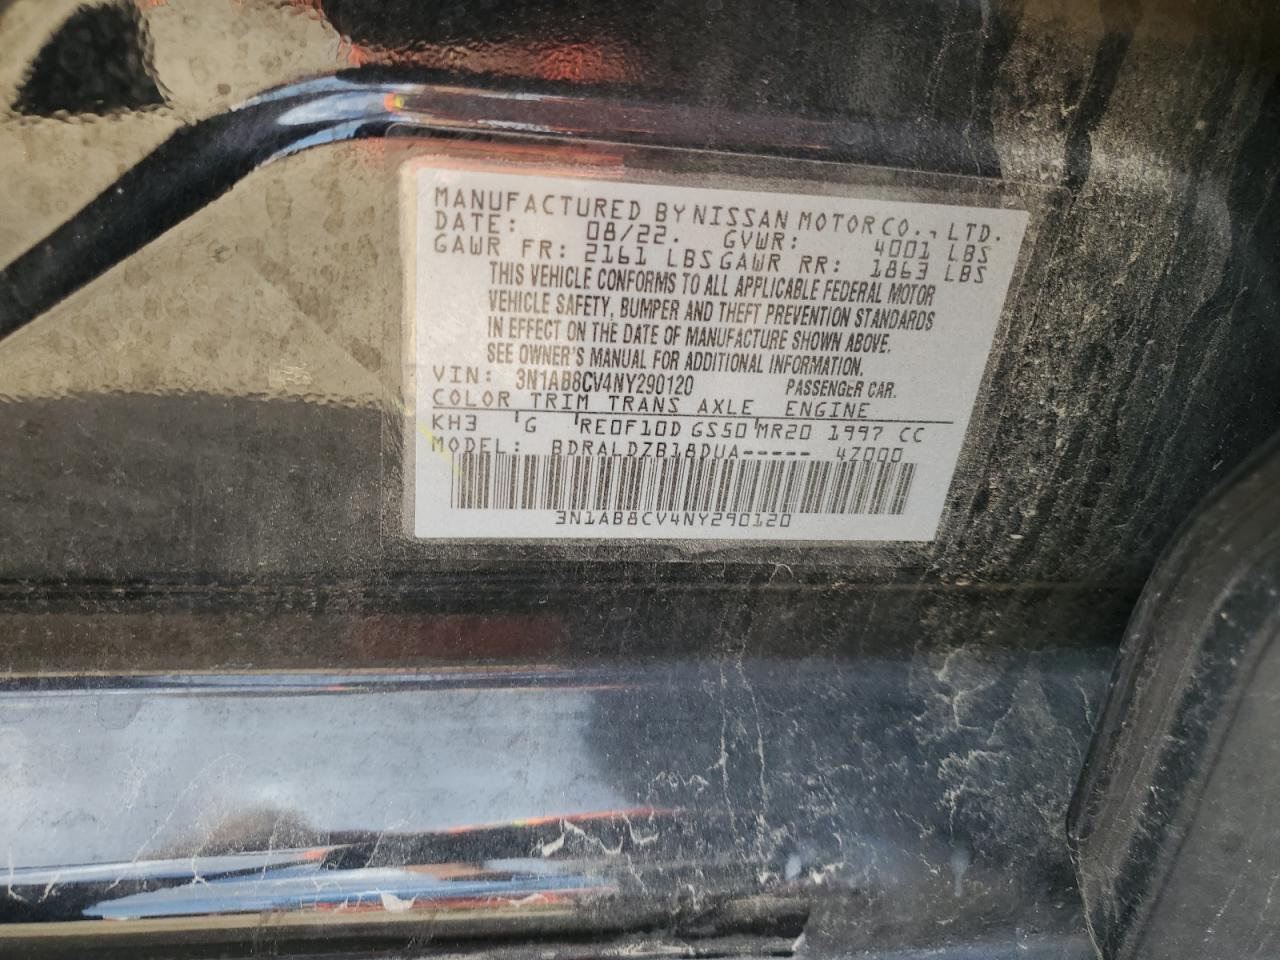 MANUFACTURED BY NISSAN MOTOR CO., LTD.
DATE: 08/22. GVWR: 4001 LBS
GAWR FR: 2161 LBS GAWR RR: 1863 LBS
THIS VEHICLE CONFORMS TO ALL APPLICABLE FEDERAL MOTOR
VEHICLE SAFETY, BUMPER AND THEFT PREVENTION STANDARDS
IN EFFECT ON THE DATE OF MANUFACTURE SHOWN ABOVE.
SEE OWNER'S MANUAL FOR ADDITIONAL INFORMATION.
VIN: 3N1AB8CV4NY290120 PASSENGER CAR.
COLOR TRIM TRANS AXLE ENGINE
KH3 G RE0F10D GS50 MR20 1997 CC
MODEL: BDRALDZB18DUA----- 4Z000
3N1AB8CV4NY290120